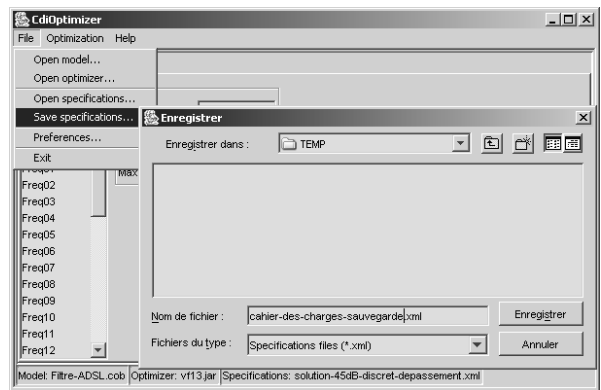 CdiOptimizer
File Optimization Help
Open model...
Open optimizer...
Open specifications...
Save specifications...
Preferences...
Exit
Enregistrer
Enregistrer dans :
TEMP
Max
Freq02
Freq03
Freq04
Freq05
Freq06
Freq07
Freq08
Freq09
Freq10
Freq11
Freq12
Nom de fichier : cahier-des-charges-sauvegarde.xml Enregistrer
Fichiers du type : Specifications files (*.xml) Annuler
Model: Filtre-ADSL.cob Optimizer: vf13.jar Specifications: solution-45dB-discret-depassement.xml